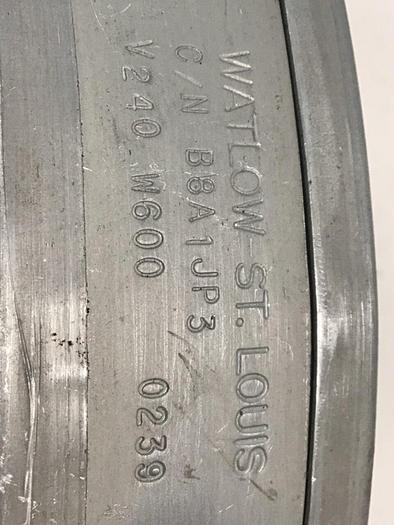 WATLOW ST. LOUIS
C/N B8A1JP3
V240 W600 0239